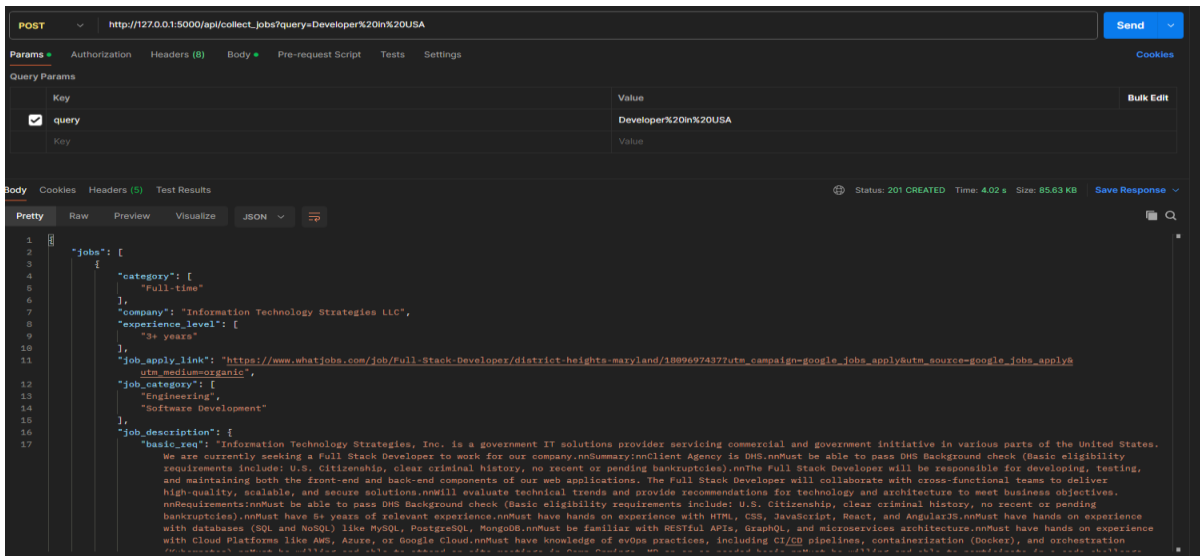 POST http://127.0.0.1:5000/api/collect_jobs?query=Developer%20in%20USA Send
Params Authorization Headers (8) Body Pre-request Script Tests Settings Cookies
Query Params
Key Value Bulk Edit
query Developer%20in%20USA
Key Value
Body Cookies Headers (5) Test Results Status: 201 CREATED Time: 4.02 s Size: 85.63 KB Save Response
Pretty Raw Preview Visualize JSON
1 {
2 "jobs": [
3 {
4 "category": [
5 "Full-time"
6 ],
7 "company": "Information Technology Strategies LLC",
8 "experience_level": [
9 "3+ years"
10 ],
11 "job_apply_link": "https://www.whatjobs.com/job/Full-Stack-Developer/district-heights-maryland/1809697437?utm_campaign=google_jobs_apply&utm_source=google_jobs_apply&
utm_medium=organic",
12 "job_category": [
13 "Engineering",
14 "Software Development"
15 ],
16 "job_description": {
17 "basic_req": "Information Technology Strategies, Inc. is a government IT solutions provider servicing commercial and government initiative in various parts of the United States.
We are currently seeking a Full Stack Developer to work for our company.nnSummary:nnClient Agency is DHS.nnMust be able to pass DHS Background check (Basic eligibility
requirements include: U.S. Citizenship, clear criminal history, no recent or pending bankruptcies).nnThe Full Stack Developer will be responsible for developing, testing,
and maintaining both the front-end and back-end components of our web applications. The Full Stack Developer will collaborate with cross-functional teams to deliver
high-quality, scalable, and secure solutions.nnWill evaluate technical trends and provide recommendations for technology and architecture to meet business objectives.
nnRequirements:nnMust be able to pass DHS Background check (Basic eligibility requirements include: U.S. Citizenship, clear criminal history, no recent or pending
bankruptcies).nnMust have 5+ years of relevant experience.nnMust have hands on experience with HTML, CSS, JavaScript, React, and AngularJS.nnMust have hands on experience
with databases (SQL and NoSQL) like MySQL, PostgreSQL, MongoDB.nnMust be familiar with RESTful APIs, GraphQL, and microservices architecture.nnMust have hands on experience
with Cloud Platforms like AWS, Azure, or Google Cloud.nnMust have knowledge of evOps practices, including CI/CD pipelines, containerization (Docker), and orchestration